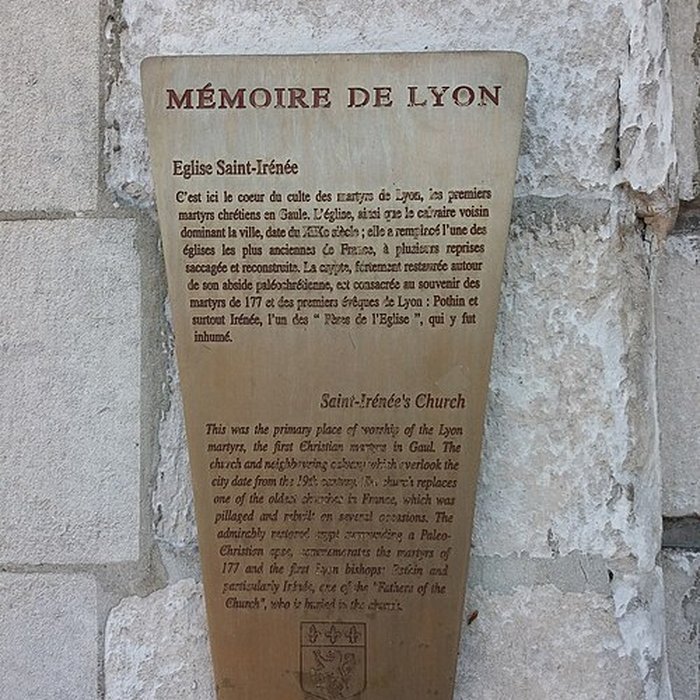 MÉMOIRE DE LYON
Eglise Saint-Irénée
C'est ici le coeur du culte des martyrs de Lyon, les premiers
martyrs chrétiens en Gaule. L'église, ainsi que le calvaire voisin
dominant la ville, date du XIXe siècle ; elle a remplacé l'une des
églises les plus anciennes de France, à plusieurs reprises
saccagée et reconstruite. La crypte, fortement restaurée autour
de son abside paléochrétienne, est consacrée au souvenir des
martyrs de 177 et des premiers évêques de Lyon : Pothin et
surtout Irénée, l'un des " Pères de l'Eglise ", qui y fut
inhumé.
Saint-Irénée's Church
This was the primary place of worship of the Lyon
martyrs, the first Christian martyrs in Gaul. The
church and neighbouring calvary which overlook the
city date from the 19th century. The church replaces
one of the oldest churches in France, which was
pillaged and rebuilt on several occasions. The
admirably restored crypt surrounding a Paleo-
Christian apse, commemorates the martyrs of
177 and the first Lyon bishops: Pothin and
particularly Irénée, one of the "Fathers of the
Church", who is buried in the church.